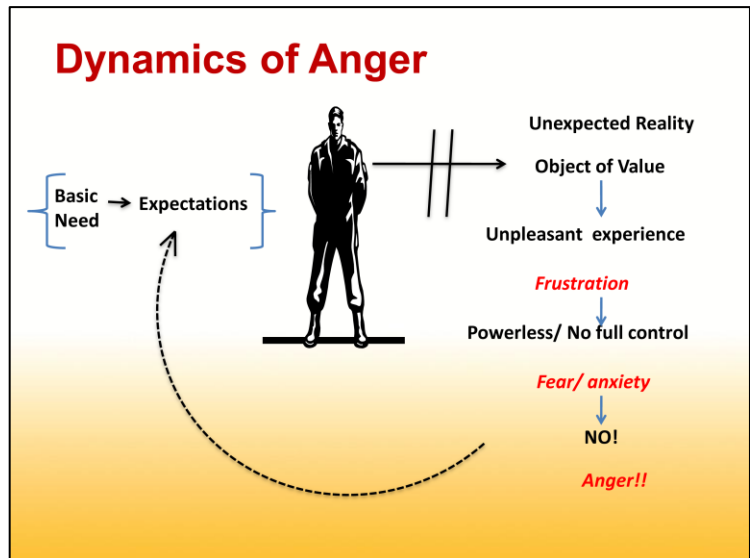 Dynamics of Anger
Basic
Need
Expectations
Unexpected Reality
Object of Value
Unpleasant experience
Frustration
Powerless/ No full control
Fear/ anxiety
NO!
Anger!!